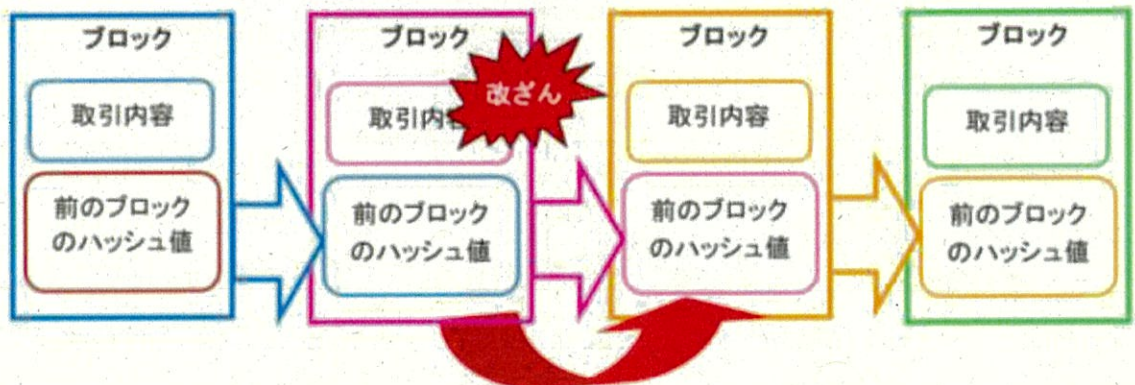 ブロック
取引内容
前のブロック
のハッシュ値
ブロック
取引内容
改ざん
前のブロック
のハッシュ値
ブロック
取引内容
前のブロック
のハッシュ値
ブロック
取引内容
前のブロック
のハッシュ値